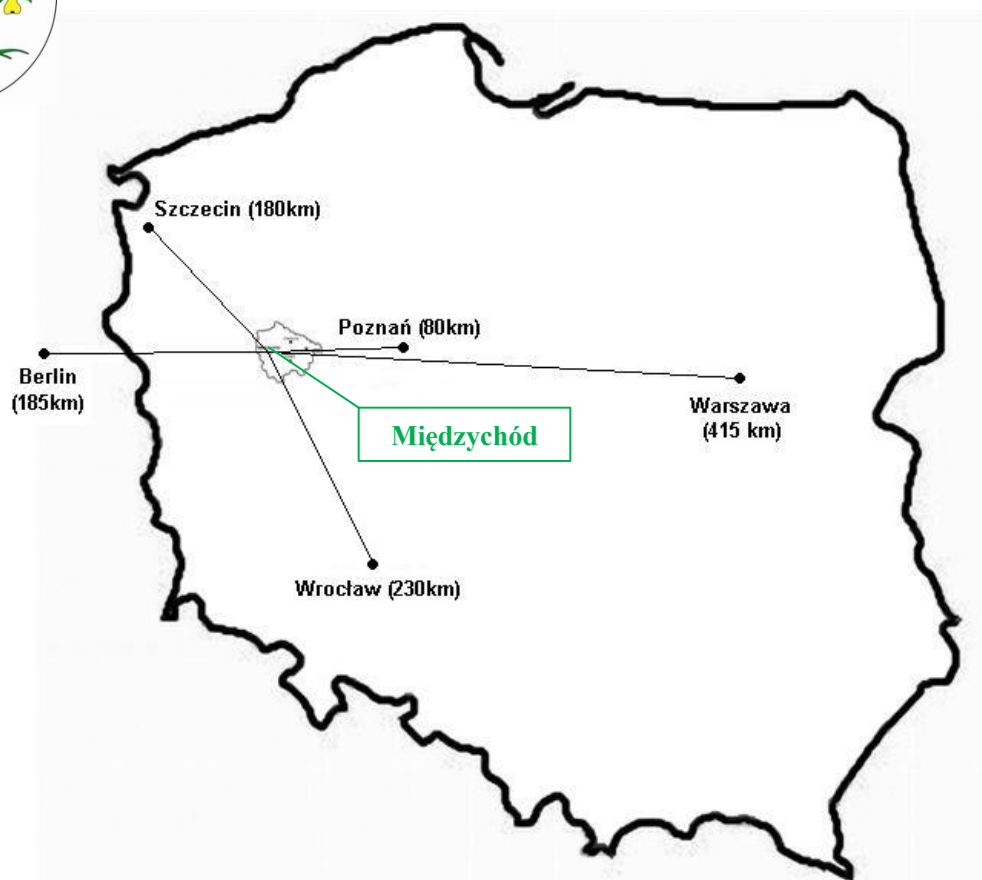 Szczecin (180km)
Poznań (80km)
Berlin
(185km)
Warszawa
(415 km)
Międzychód
Wrocław (230km)